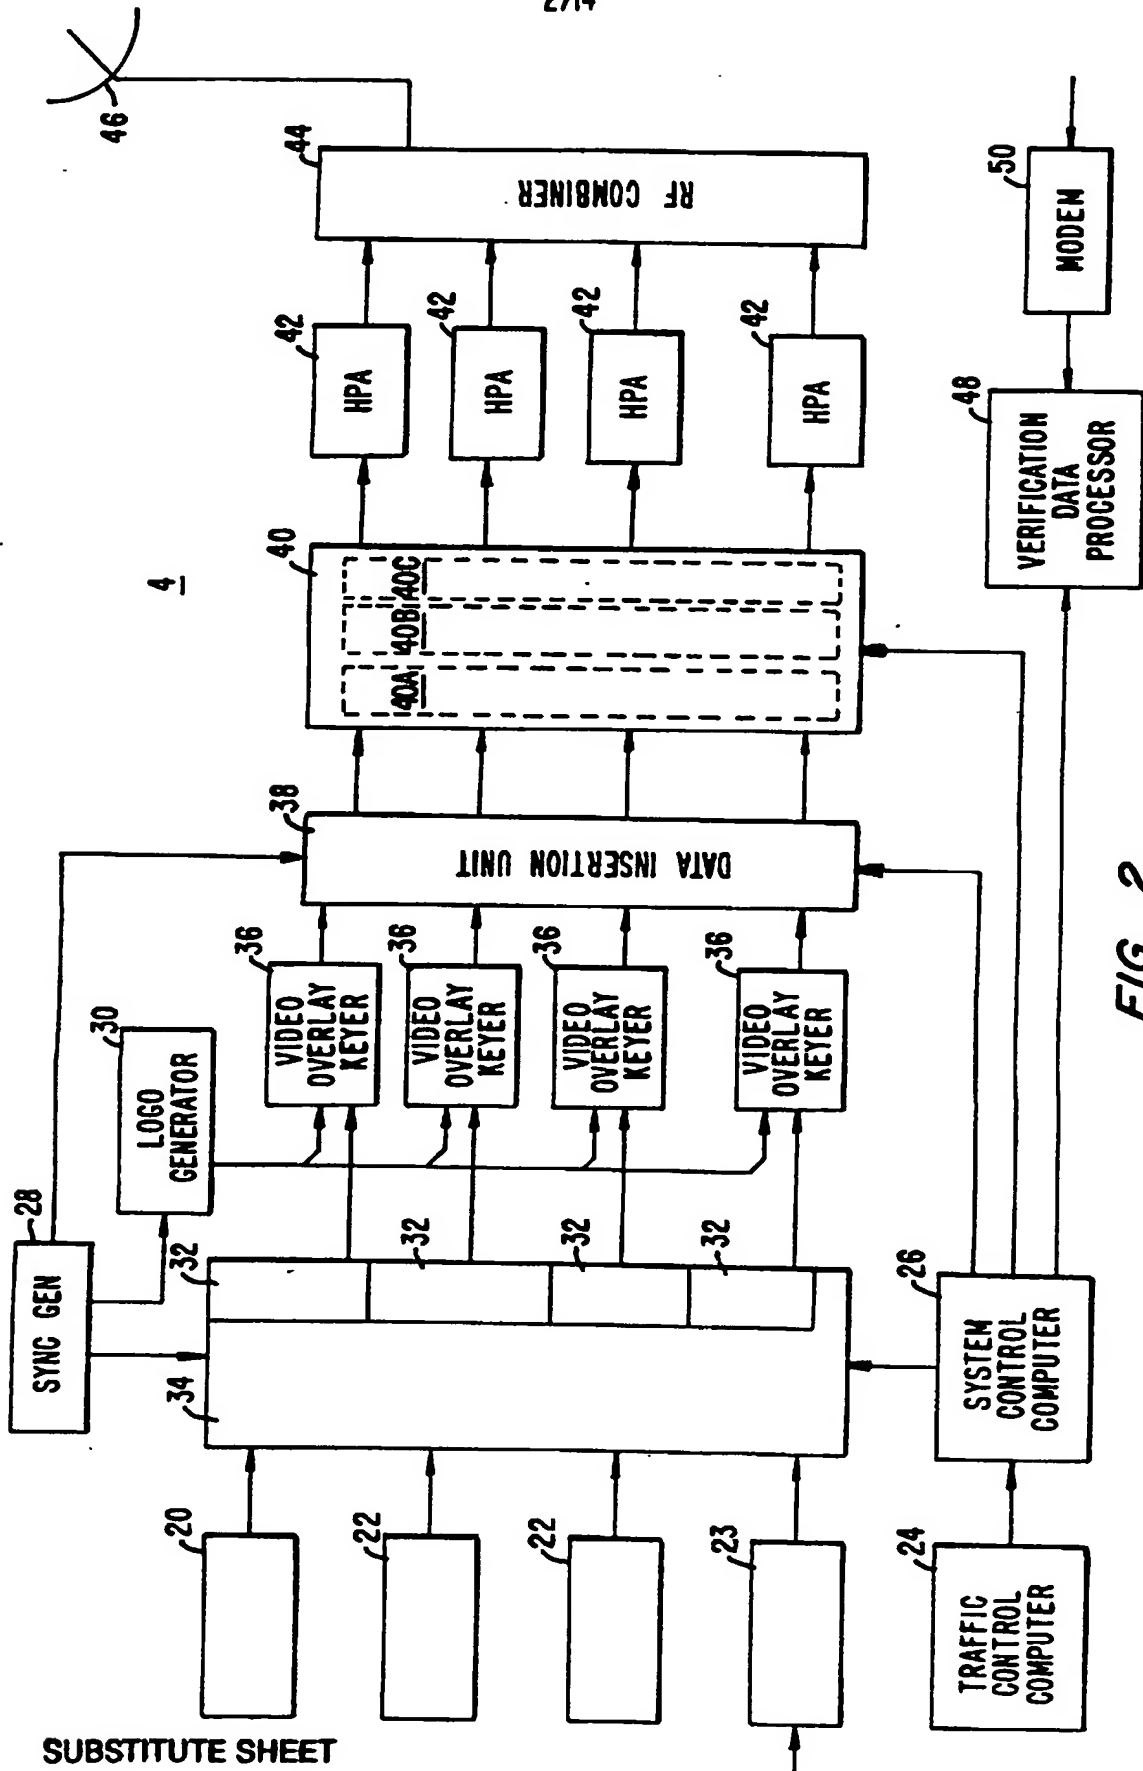 2/14
46
44
RF COMBINER
42
HPA
42
HPA
42
HPA
42
HPA
50
MODEM
48
VERIFICATION
DATA
PROCESSOR
4
40
40A
40B
40C
38
DATA INSERTION UNIT
36
VIDEO
OVERLAY
KEYER
36
VIDEO
OVERLAY
KEYER
36
VIDEO
OVERLAY
KEYER
36
VIDEO
OVERLAY
KEYER
30
LOGO
GENERATOR
28
SYNC GEN
32
32
32
32
34
26
SYSTEM
CONTROL
COMPUTER
20
22
22
23
24
TRAFFIC
CONTROL
COMPUTER
FIG. 2
SUBSTITUTE SHEET